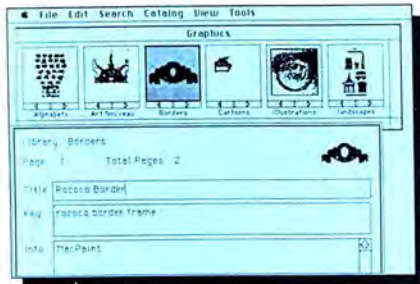 File Edit Search Catalog View Tools
Graphics
Alphabets Art Nouveau Borders Cartoons Illustrations Landscapes
Library: Borders
Page: 1 Total Pages: 2
Title Rococo Border
Key rococo border frame
Info MacPaint